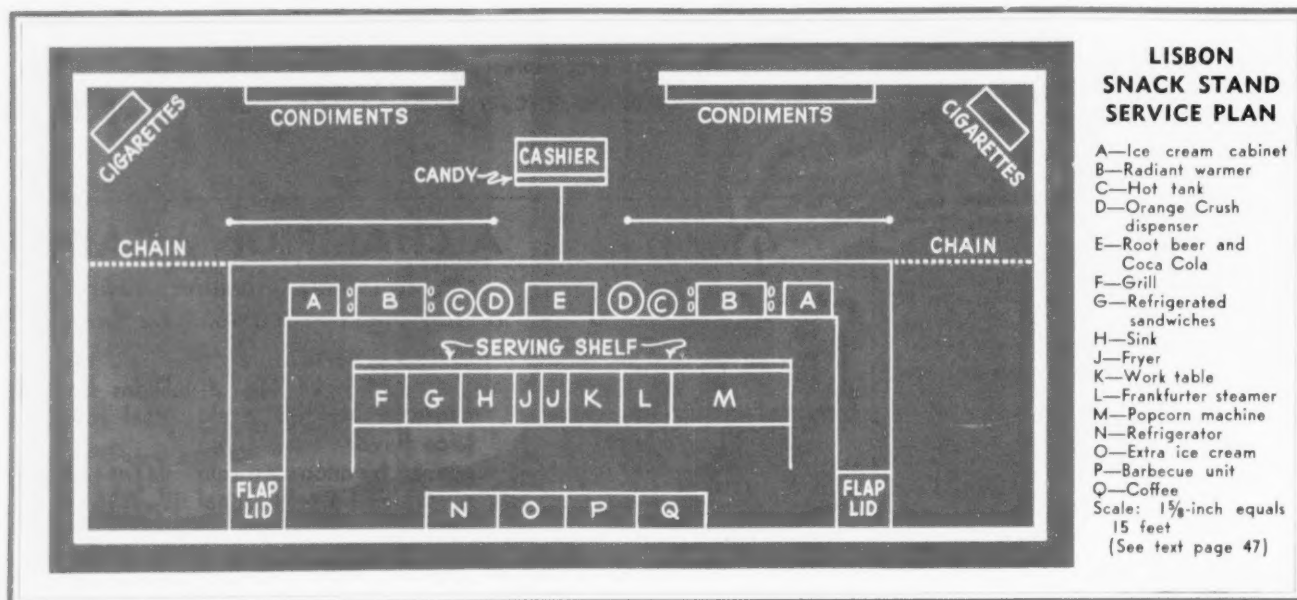 CIGARETTES
CONDIMENTS
CONDIMENTS
CIGARETTES
CASHIER
CANDY
CHAIN
CHAIN
A B C D E D C B A
SERVING SHELF
F G H J J K L M
FLAP
LID
FLAP
LID
N O P Q
LISBON
SNACK STAND
SERVICE PLAN
A—Ice cream cabinet
B—Radiant warmer
C—Hot tank
D—Orange Crush
dispenser
E—Root beer and
Coca Cola
F—Grill
G—Refrigerated
sandwiches
H—Sink
J—Fryer
K—Work table
L—Frankfurter steamer
M—Popcorn machine
N—Refrigerator
O—Extra ice cream
P—Barbecue unit
Q—Coffee
Scale: 1⅝-inch equals
15 feet
(See text page 47)